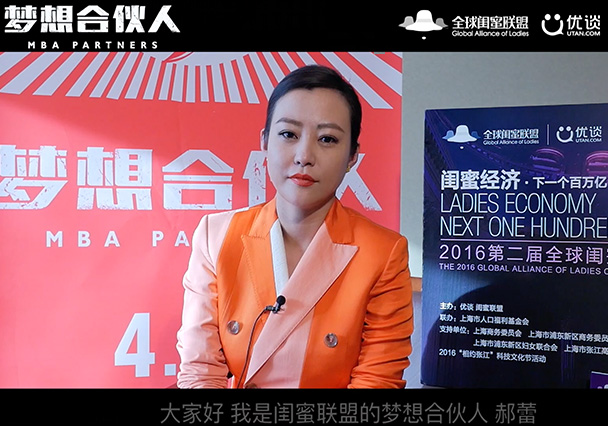 梦想合伙人
MBA PARTNERS
全球闺蜜联盟
Global Alliance of Ladies
优谈
UTAN.COM
梦想合伙
MBA PA
4.
全球闺蜜联盟
Global Alliance of Ladies
优谈
UTAN.COM
闺蜜经济·下一个百万亿
LADIES ECONOMY
NEXT ONE HUNDRE
2016第二届全球闺
THE 2016 GLOBAL ALLIANCE OF LADIES
主办：优谈 闺蜜联盟
联办：上海市人口福利基金会
支持单位：上海商务委员会 上海市浦东新区商务委员
上海市浦东新区妇女联合会 上海市张江高
2016“相约张江”科技文化节活动
大家好 我是闺蜜联盟的梦想合伙人 郝蕾